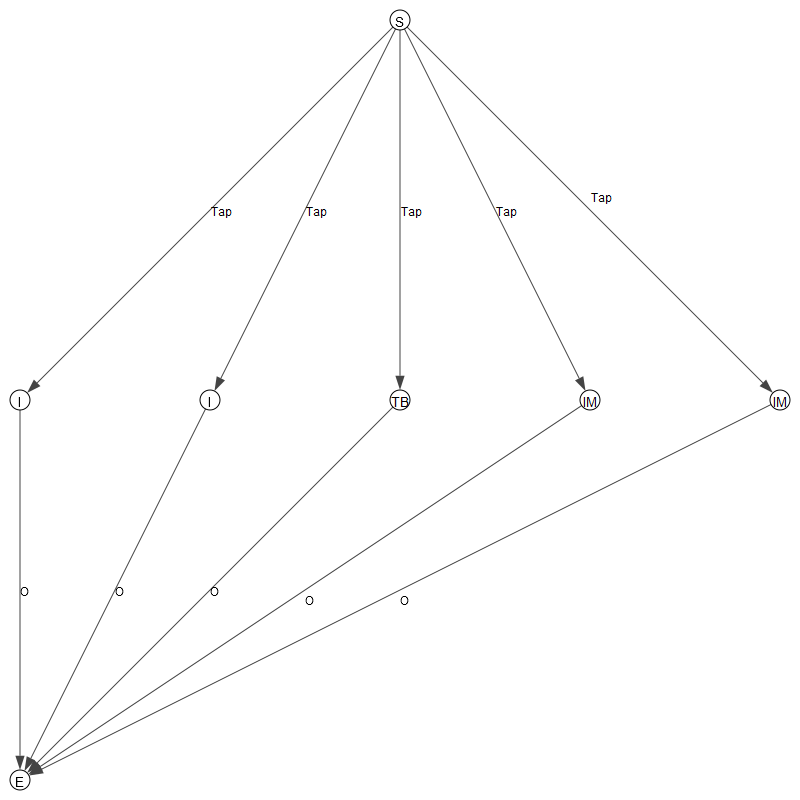 S
Tap
Tap Tap Tap Tap
I I TB IM IM
O O O
O O
E